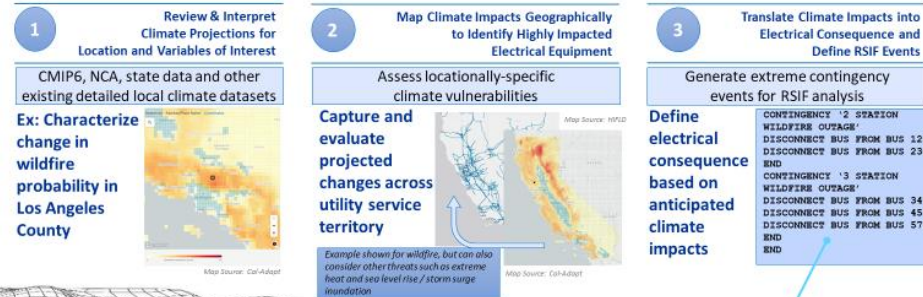 1
Review & Interpret
Climate Projections for
Location and Variables of Interest
CMIP6, NCA, state data and other
existing detailed local climate datasets
Ex: Characterize
change in
wildfire
probability in
Los Angeles
County
Map Source: Cal-Adapt
2
Map Climate Impacts Geographically
to Identify Highly Impacted
Electrical Equipment
Assess locationally-specific
climate vulnerabilities
Capture and
evaluate
projected
changes across
utility service
territory
Map Source: HIFLD
Example shown for wildfire, but can also
consider other threats such as extreme
heat and sea level rise / storm surge
inundation
Map Source: Cal-Adapt
3
Translate Climate Impacts into
Electrical Consequence and
Define RSIF Events
Generate extreme contingency
events for RSIF analysis
Define
electrical
consequence
based on
anticipated
climate
impacts
CONTINGENCY '2 STATION
WILDFIRE OUTAGE'
DISCONNECT BUS FROM BUS 12
DISCONNECT BUS FROM BUS 23
END
CONTINGENCY '3 STATION
WILDFIRE OUTAGE'
DISCONNECT BUS FROM BUS 34
DISCONNECT BUS FROM BUS 45
DISCONNECT BUS FROM BUS 57
END
END